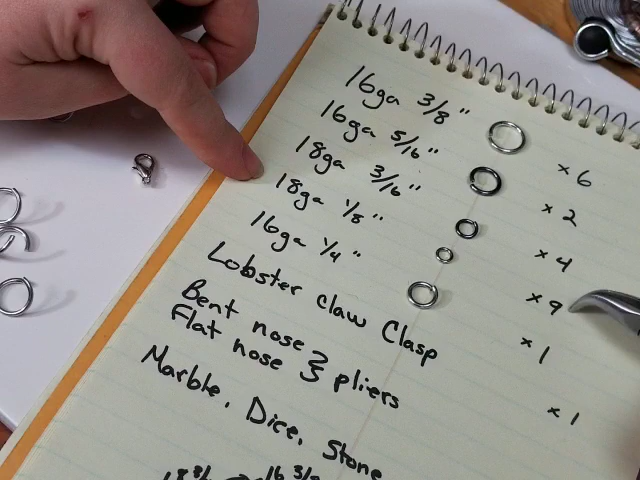 16ga 3/8" x6
16ga 5/16" x2
18ga 3/16" x4
18ga 1/8" x9
16ga 1/4" x1
Lobster Claw Clasp x1
Bent nose } pliers
Flat nose
Marble, Dice, Stone